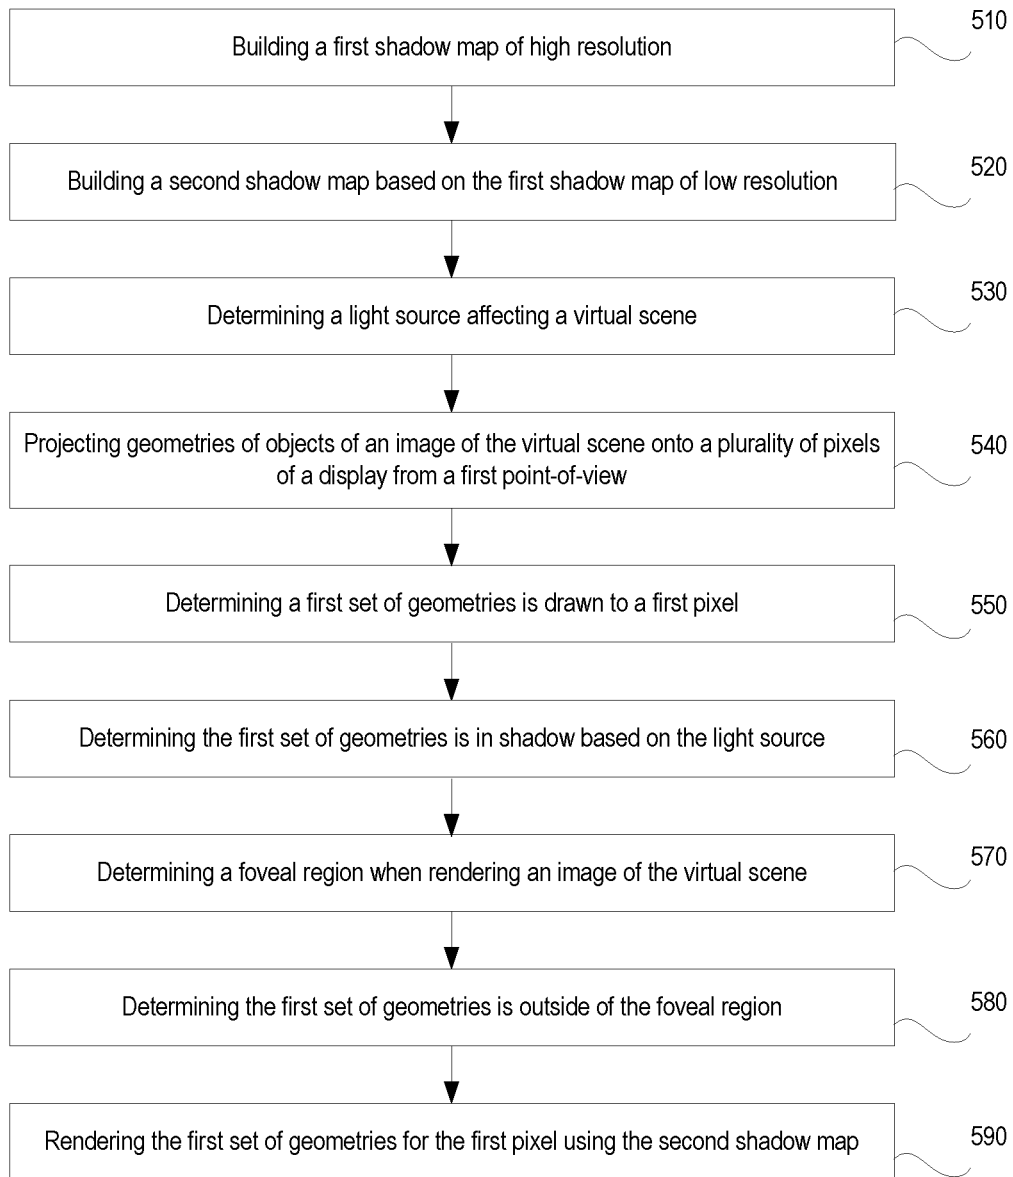 Building a first shadow map of high resolution
510
Building a second shadow map based on the first shadow map of low resolution
520
Determining a light source affecting a virtual scene
530
Projecting geometries of objects of an image of the virtual scene onto a plurality of pixels
of a display from a first point-of-view
540
Determining a first set of geometries is drawn to a first pixel
550
Determining the first set of geometries is in shadow based on the light source
560
Determining a foveal region when rendering an image of the virtual scene
570
Determining the first set of geometries is outside of the foveal region
580
Rendering the first set of geometries for the first pixel using the second shadow map
590